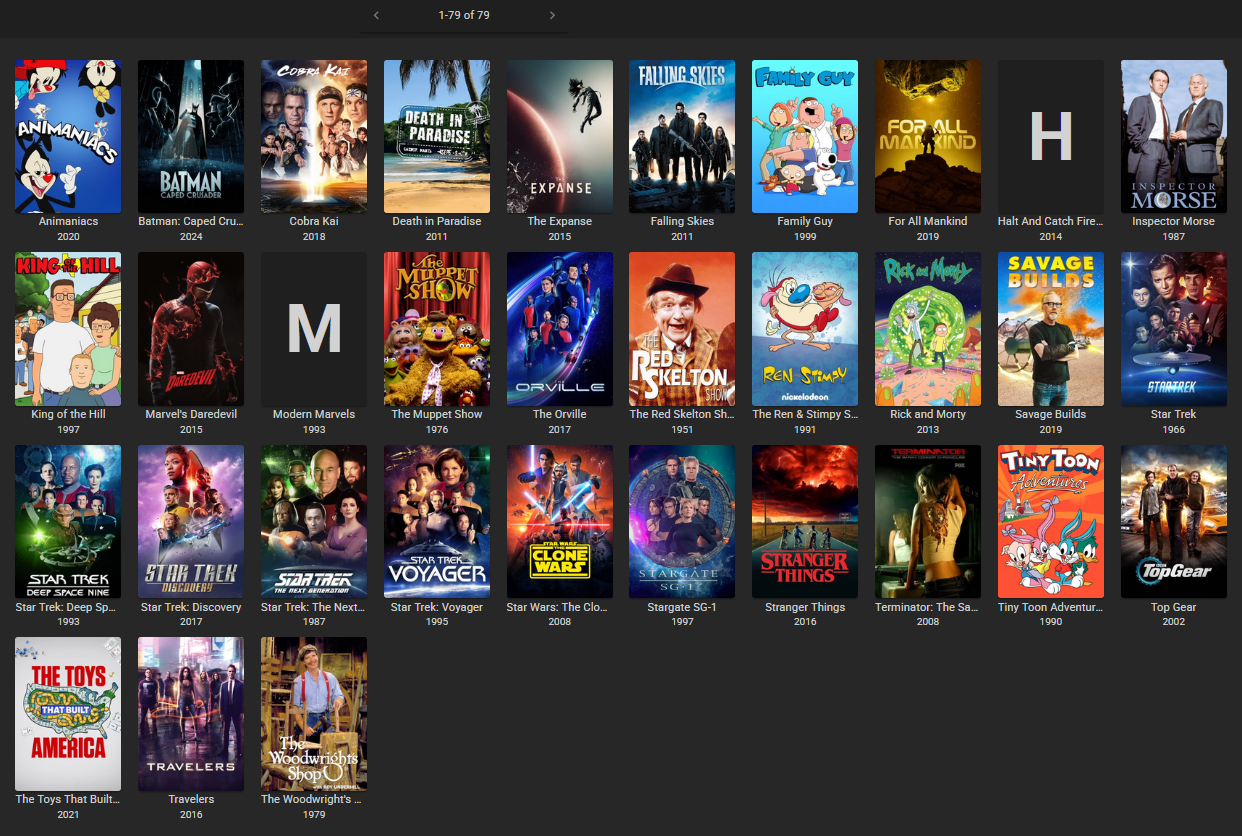 1-79 of 79
ANIMANIACS
BATMAN
CAPED CRUSADER
COBRA KAI
DEATH IN
PARADISE
THE
EXPANSE
FALLING SKIES
FAMILY GUY
FOR ALL
MANKIND
H
INSPECTOR
MORSE
Animaniacs
Batman: Caped Cru...
Cobra Kai
Death in Paradise
The Expanse
Falling Skies
Family Guy
For All Mankind
Halt And Catch Fire...
Inspector Morse
2020
2024
2018
2011
2015
2011
1999
2019
2014
1987
KING OF THE HILL
DAREDEVIL
M
The
MUPPET
SHOW
ORVILLE
THE
RED
SKELTON
SHOW
REN STIMPY
nickelodeon
Rick and Morty
SAVAGE
BUILDS
STAR TREK
King of the Hill
Marvel's Daredevil
Modern Marvels
The Muppet Show
The Orville
The Red Skelton Sh...
The Ren & Stimpy S...
Rick and Morty
Savage Builds
Star Trek
1997
2015
1993
1976
2017
1951
1991
2013
2019
1966
STAR TREK
DEEP SPACE NINE
STAR TREK
DISCOVERY
STAR TREK
THE NEXT GENERATION
STAR TREK
VOYAGER
STAR WARS
THE
CLONE
WARS
STARGATE
SG·1
STRANGER
THINGS
TERMINATOR
THE SARAH CONNOR CHRONICLES
FOX
TINY TOON
Adventures
TopGear
Star Trek: Deep Sp...
Star Trek: Discovery
Star Trek: The Next...
Star Trek: Voyager
Star Wars: The Clo...
Stargate SG-1
Stranger Things
Terminator: The Sa...
Tiny Toon Adventur...
Top Gear
1993
2017
1987
1995
2008
1997
2016
2008
1990
2002
THE TOYS
THAT BUILT
AMERICA
TRAVELERS
The
Woodwright's
Shop
with ROY UNDERHILL
The Toys That Built...
Travelers
The Woodwright's ...
2021
2016
1979